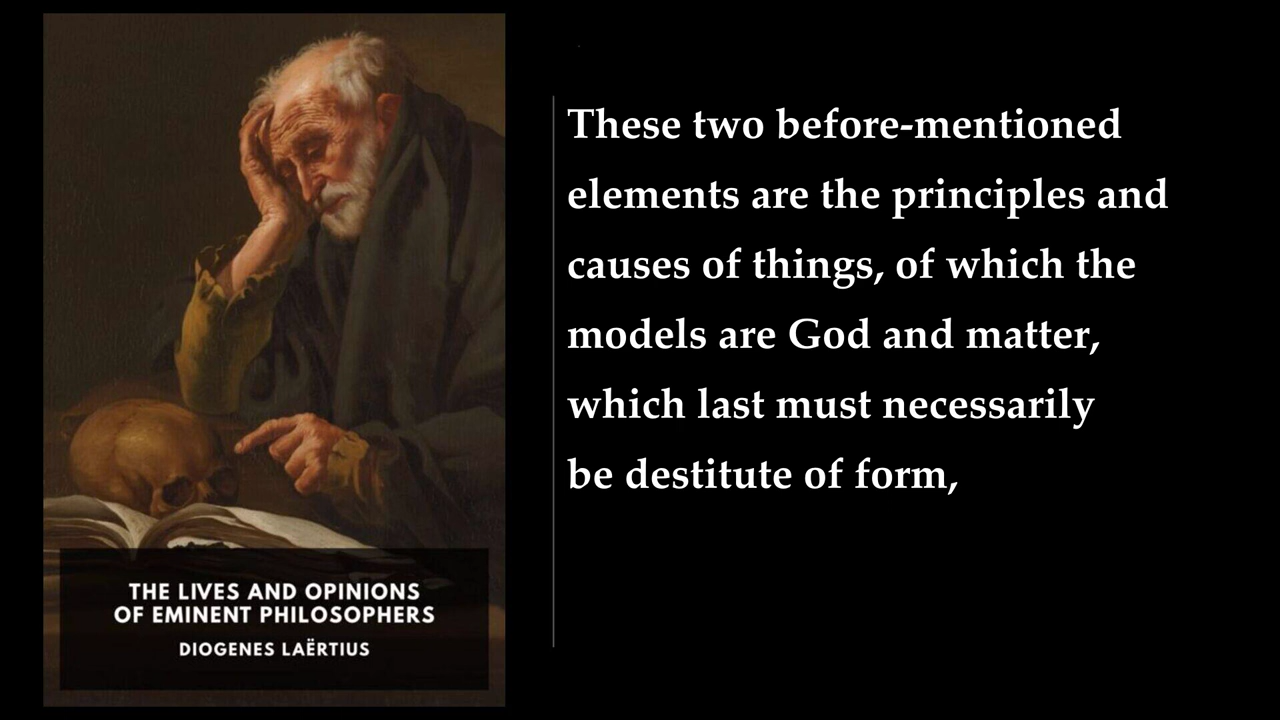 These two before-mentioned
elements are the principles and
causes of things, of which the
models are God and matter,
which last must necessarily
be destitute of form,
THE LIVES AND OPINIONS
OF EMINENT PHILOSOPHERS
DIOGENES LAËRTIUS